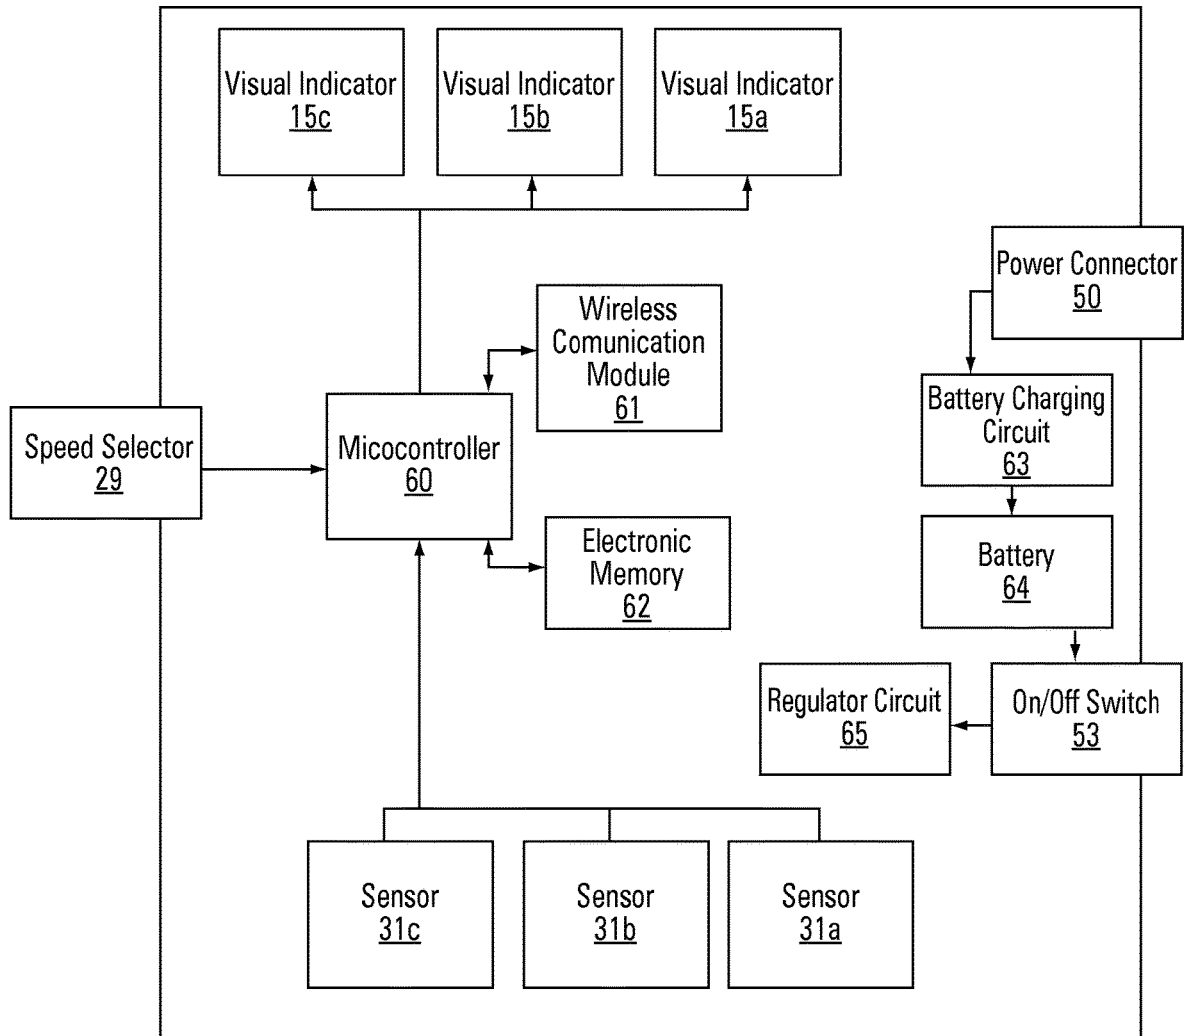 Visual Indicator
15c
Visual Indicator
15b
Visual Indicator
15a
Power Connector
50
Wireless
Comunication
Module
61
Battery Charging
Circuit
63
Speed Selector
29
Micocontroller
60
Electronic
Memory
62
Battery
64
Regulator Circuit
65
On/Off Switch
53
Sensor
31c
Sensor
31b
Sensor
31a